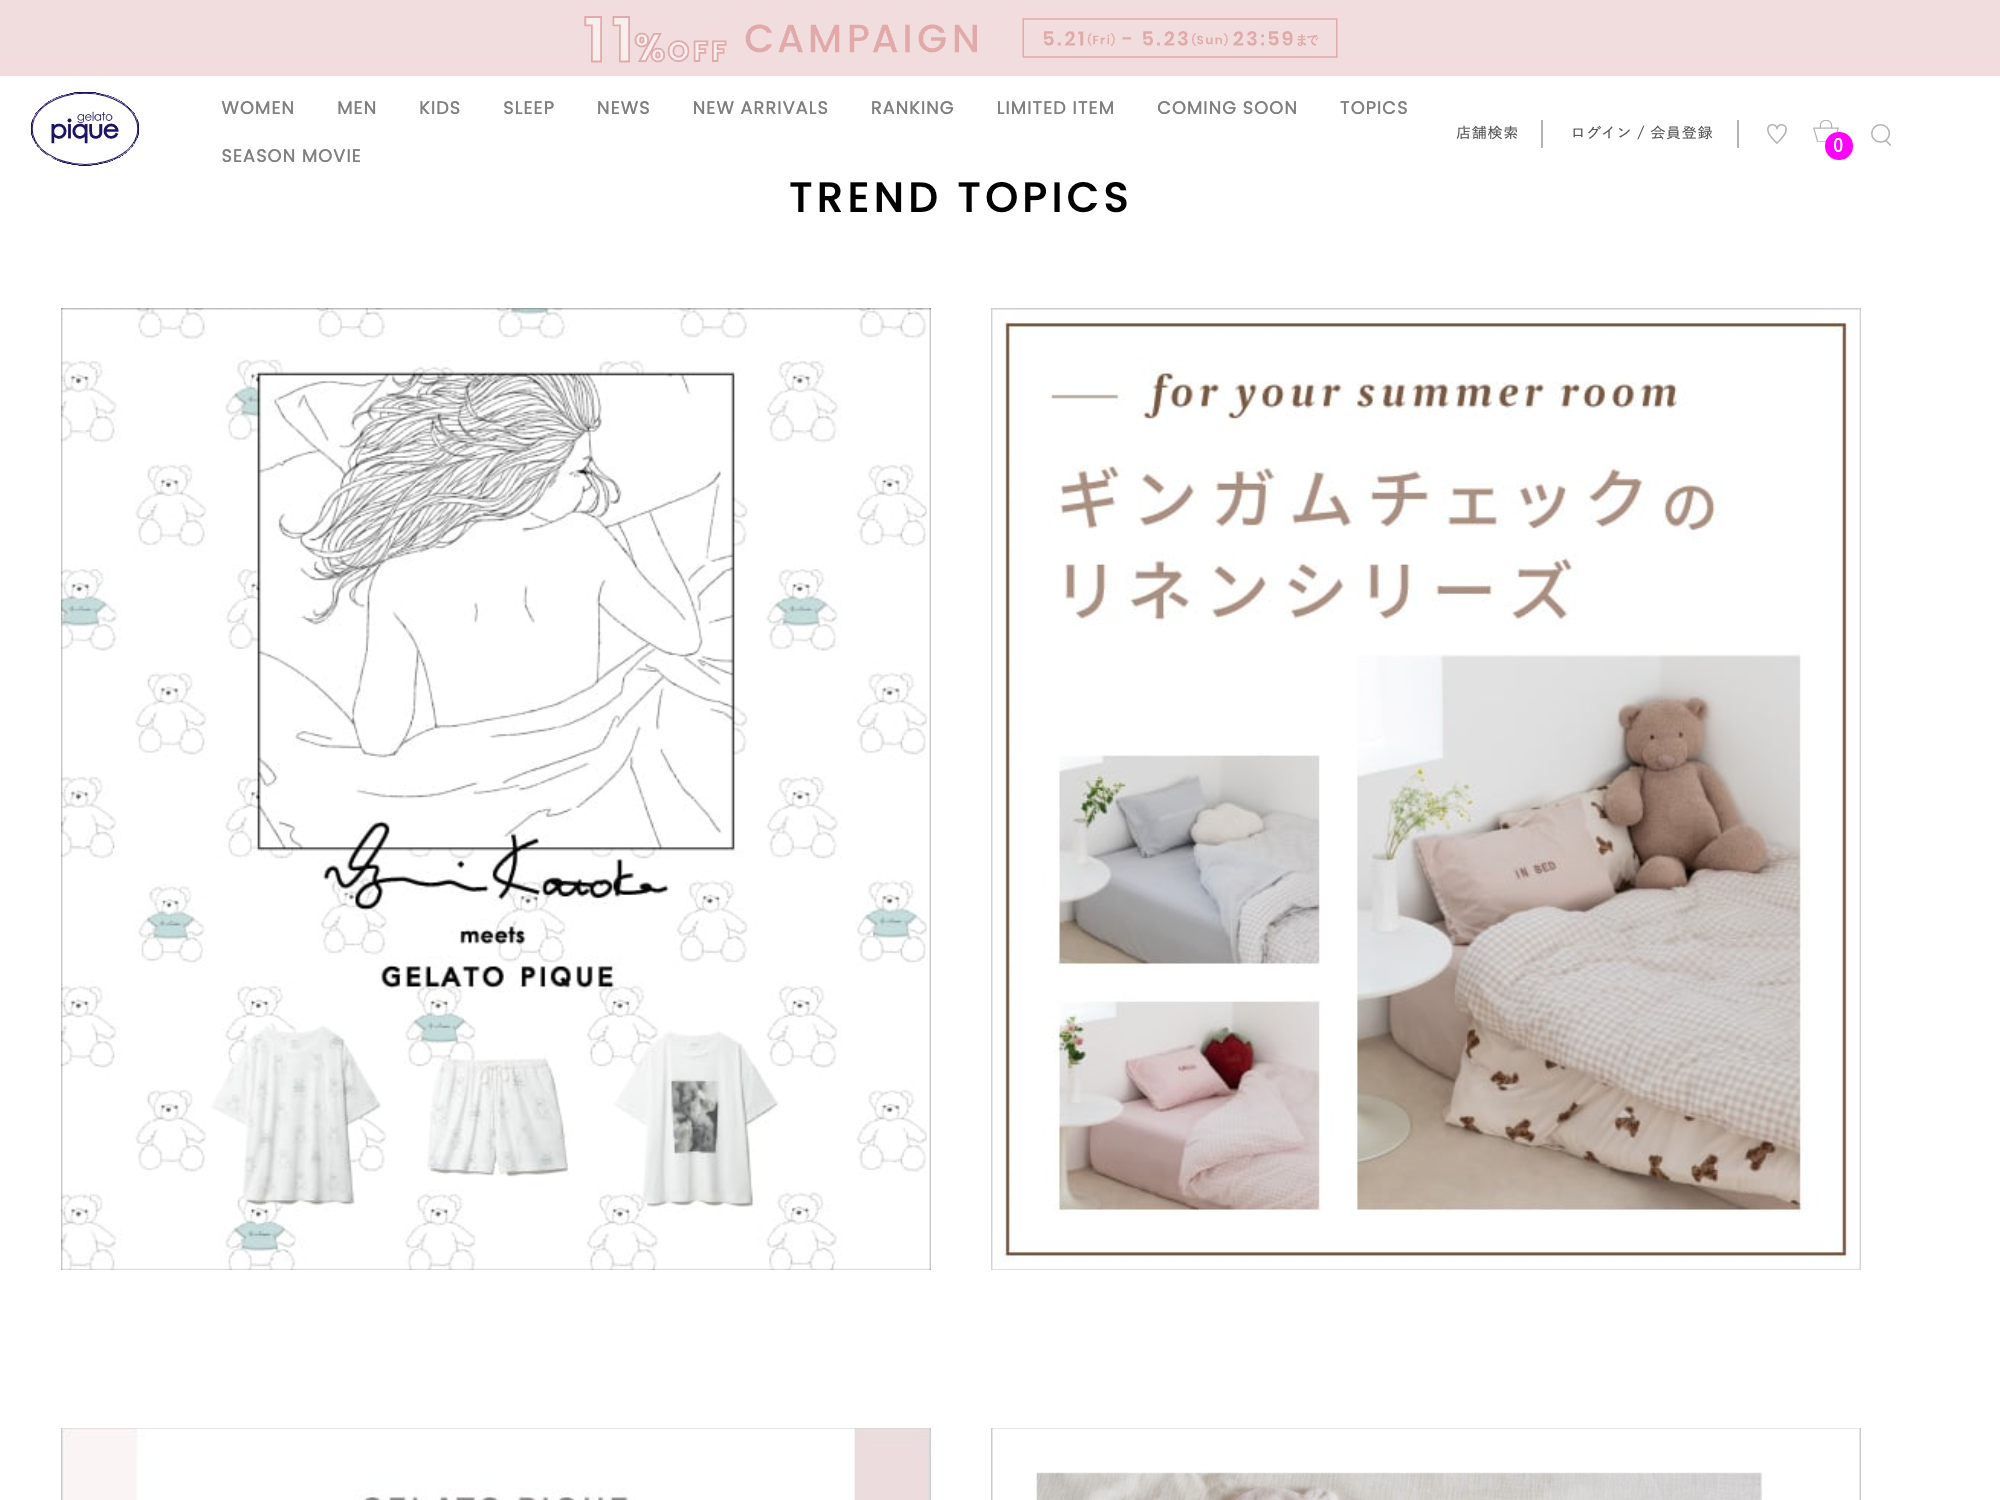 11%OFF CAMPAIGN 5.21(Fri) - 5.23(Sun) 23:59まで
gelato
pique
WOMEN MEN KIDS SLEEP NEWS NEW ARRIVALS RANKING LIMITED ITEM COMING SOON TOPICS
SEASON MOVIE
店舗検索
ログイン / 会員登録
0
TREND TOPICS
meets
GELATO PIQUE
for your summer room
ギンガムチェックの
リネンシリーズ
IN BED
GELATO PIQUE